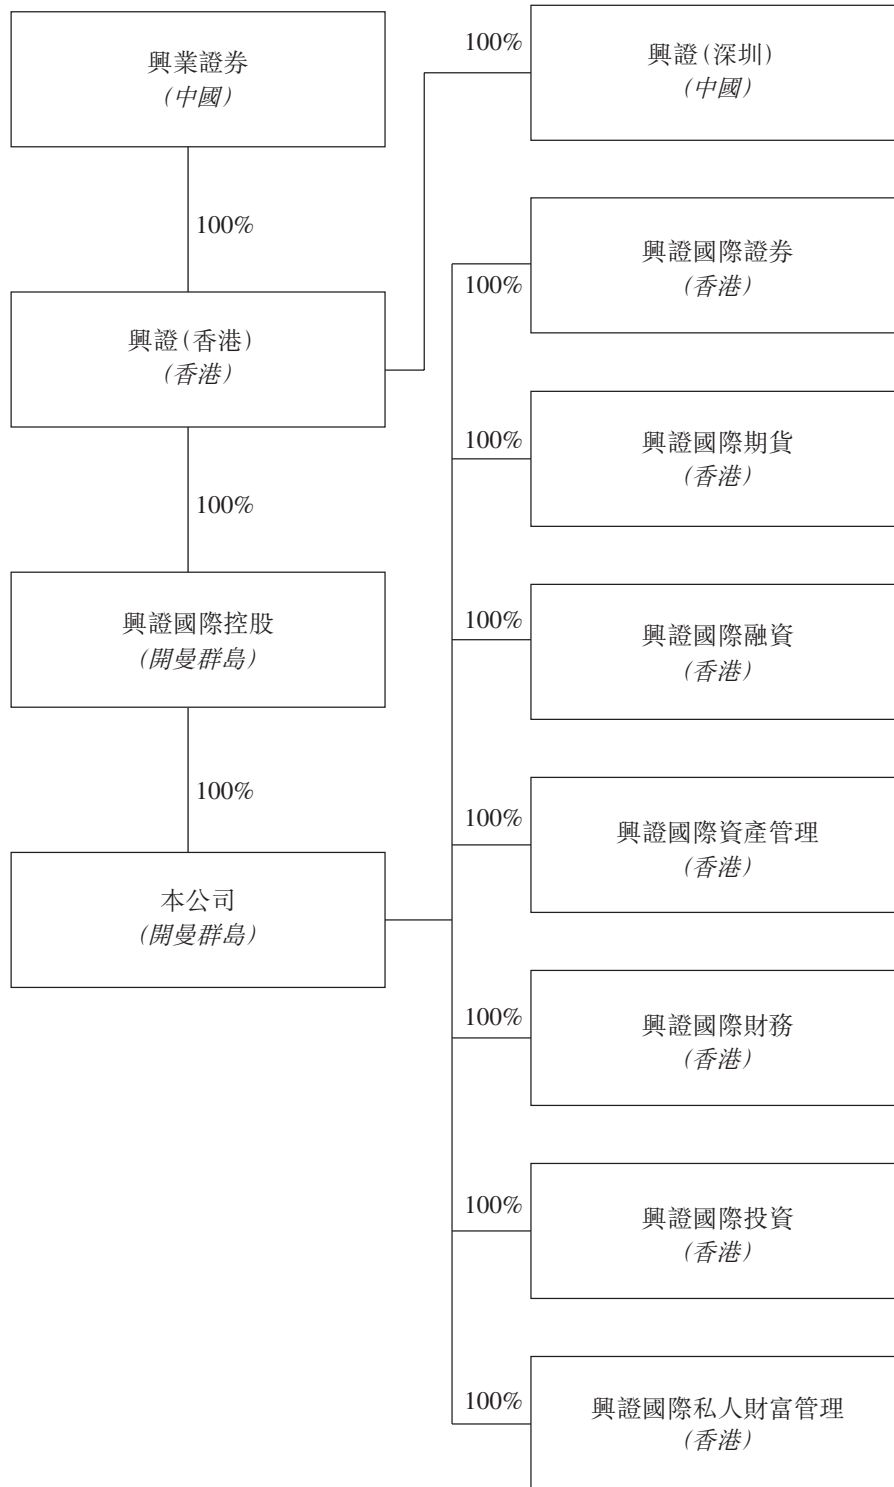 興業證券
(中國)
100%
興證(香港)
(香港)
100%
興證國際控股
(開曼群島)
100%
本公司
(開曼群島)
100%
興證(深圳)
(中國)
100%
興證國際證券
(香港)
100%
興證國際期貨
(香港)
100%
興證國際融資
(香港)
100%
興證國際資產管理
(香港)
100%
興證國際財務
(香港)
100%
興證國際投資
(香港)
100%
興證國際私人財富管理
(香港)